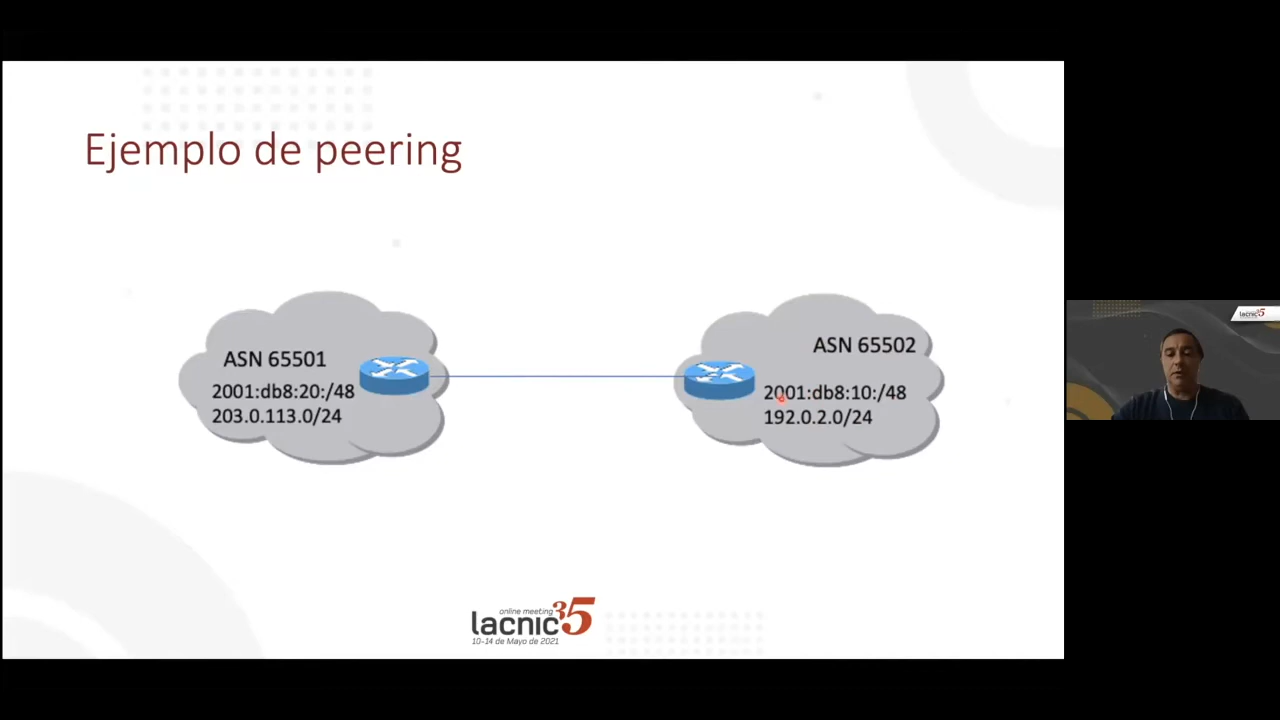 Ejemplo de peering
ASN 65501
2001:db8:20:/48
203.0.113.0/24
ASN 65502
2001:db8:10:/48
192.0.2.0/24
online meeting
lacnic35
10-14 de Mayo de 2021
lacnic35